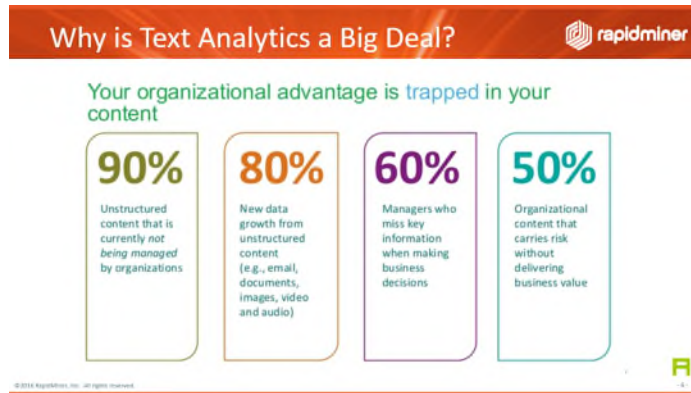 Why is Text Analytics a Big Deal?
rapidminer
Your organizational advantage is trapped in your
content
90%
Unstructured
content that is
currently not
being managed
by organizations
80%
New data
growth from
unstructured
content
(e.g., email,
documents,
images, video
and audio)
60%
Managers who
miss key
information
when making
business
decisions
50%
Organizational
content that
carries risk
without
delivering
business value
©2016 RapidMiner, Inc. All rights reserved.
- 6 -